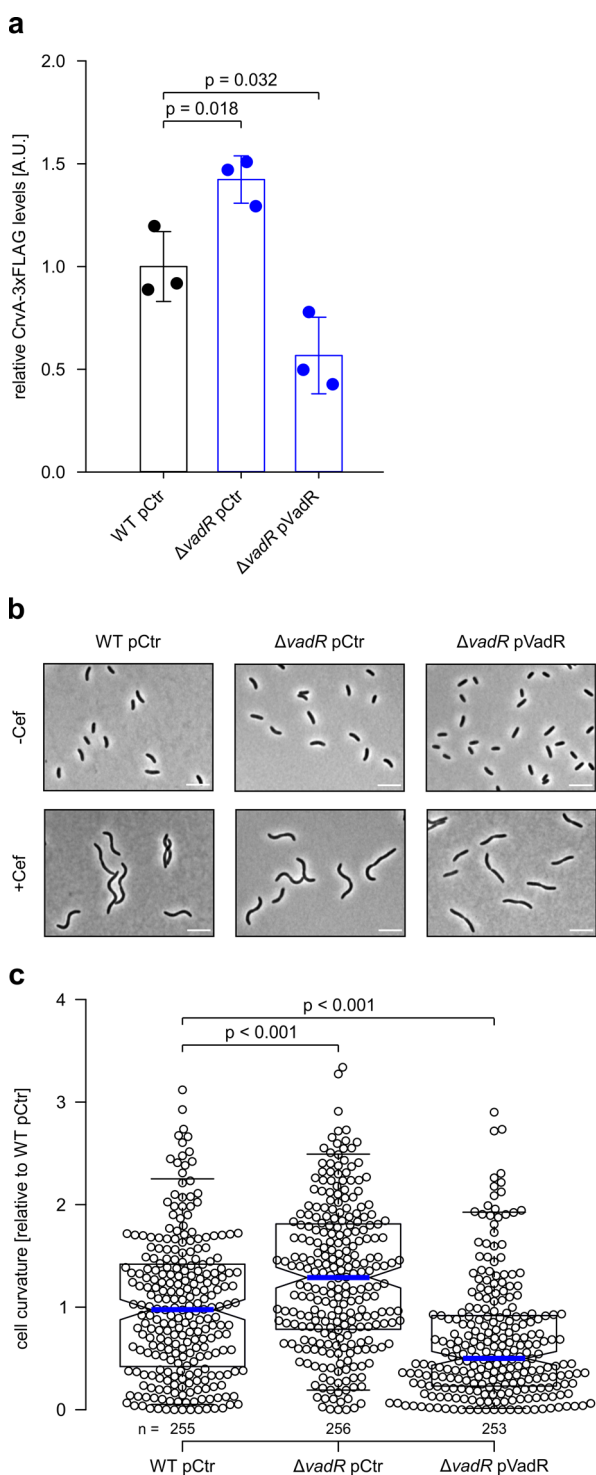 a
relative CrvA-3xFLAG levels [A.U.]
2.0
1.5
1.0
0.5
0.0
p = 0.032
p = 0.018
WT pCtr
ΔvadR pCtr
ΔvadR pVadR
b
WT pCtr
ΔvadR pCtr
ΔvadR pVadR
-Cef
+Cef
c
cell curvature [relative to WT pCtr]
4
3
2
1
0
p < 0.001
p < 0.001
n = 255 256 253
WT pCtr
ΔvadR pCtr
ΔvadR pVadR